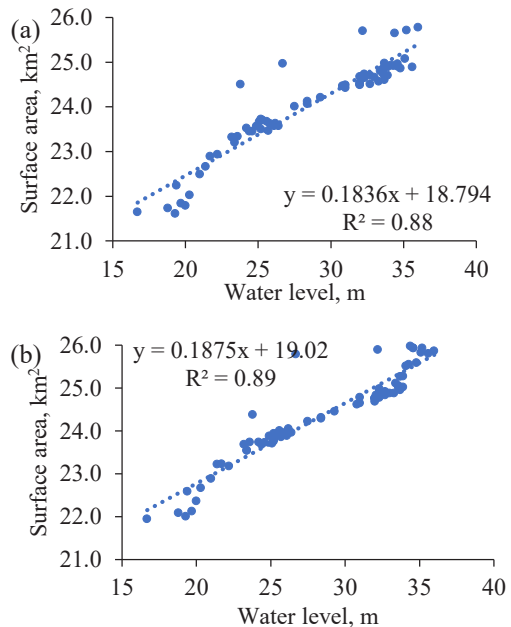 (a)
26.0
25.0
24.0
23.0
22.0
21.0
Surface area, km²
y = 0.1836x + 18.794
R² = 0.88
15 20 25 30 35 40
Water level, m
(b)
26.0
25.0
24.0
23.0
22.0
21.0
Surface area, km²
y = 0.1875x + 19.02
R² = 0.89
15 20 25 30 35 40
Water level, m